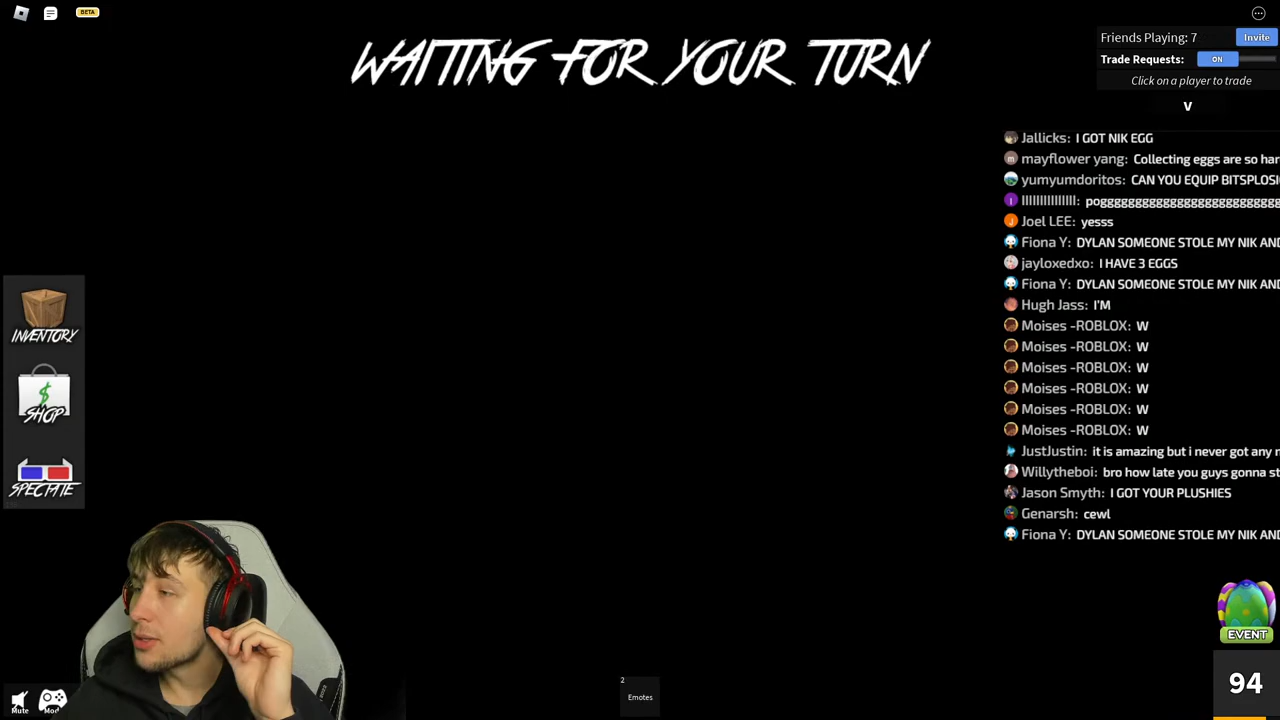 BETA
WAITING FOR YOUR TURN
Friends Playing: 7
Invite
Trade Requests:
ON
Click on a player to trade
v
Jallicks: I GOT NIK EGG
mayflower yang: Collecting eggs are so har
yumyumdoritos: CAN YOU EQUIP BITSPLOSI
IIIIIIIIIIIIII: poggggggggggggggggggggggggggg
Joel LEE: yesss
Fiona Y: DYLAN SOMEONE STOLE MY NIK AND
jayloxedxo: I HAVE 3 EGGS
Fiona Y: DYLAN SOMEONE STOLE MY NIK AND
Hugh Jass: I'M
Moises -ROBLOX: W
Moises -ROBLOX: W
Moises -ROBLOX: W
Moises -ROBLOX: W
Moises -ROBLOX: W
Moises -ROBLOX: W
JustJustin: it is amazing but i never got any
Willytheboi: bro how late you guys gonna st
Jason Smyth: I GOT YOUR PLUSHIES
Genarsh: cewl
Fiona Y: DYLAN SOMEONE STOLE MY NIK AND
INVENTORY
$
SHOP
SPECTATE
EVENT
94
2
Emotes
Mute